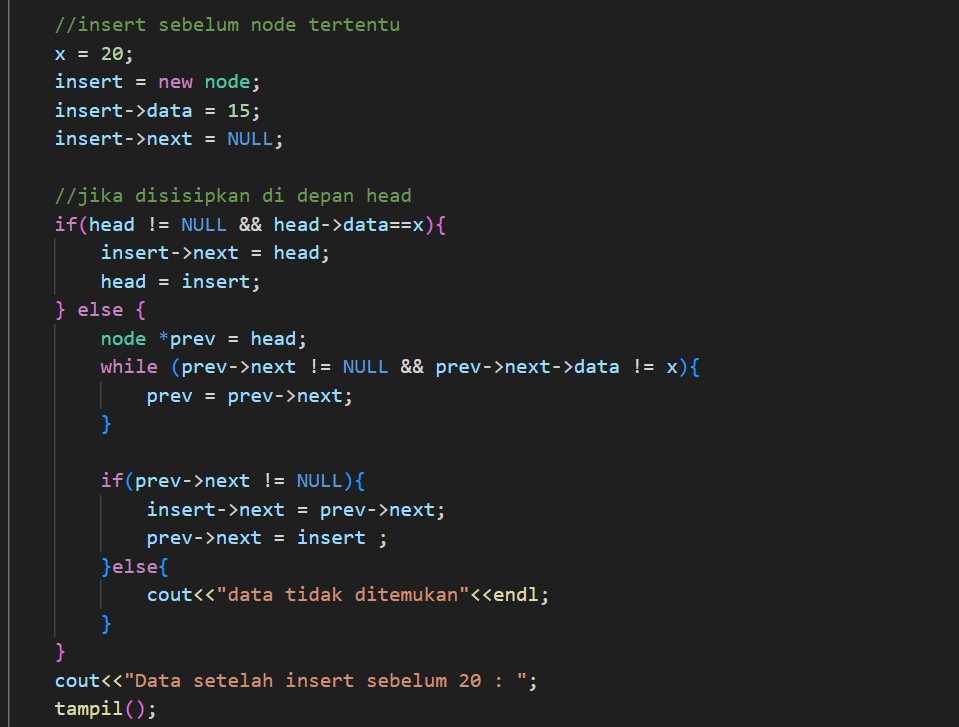 //insert sebelum node tertentu
x = 20;
insert = new node;
insert->data = 15;
insert->next = NULL;
//jika disisipkan di depan head
if(head != NULL && head->data==x){
insert->next = head;
head = insert;
} else {
node *prev = head;
while (prev->next != NULL && prev->next->data != x){
prev = prev->next;
}
if(prev->next != NULL){
insert->next = prev->next;
prev->next = insert ;
}else{
cout<<"data tidak ditemukan"<<endl;
}
}
cout<<"Data setelah insert sebelum 20 : ";
tampil();